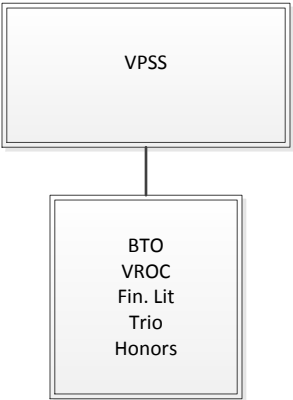 VPSS
BTO
VROC
Fin. Lit
Trio
Honors